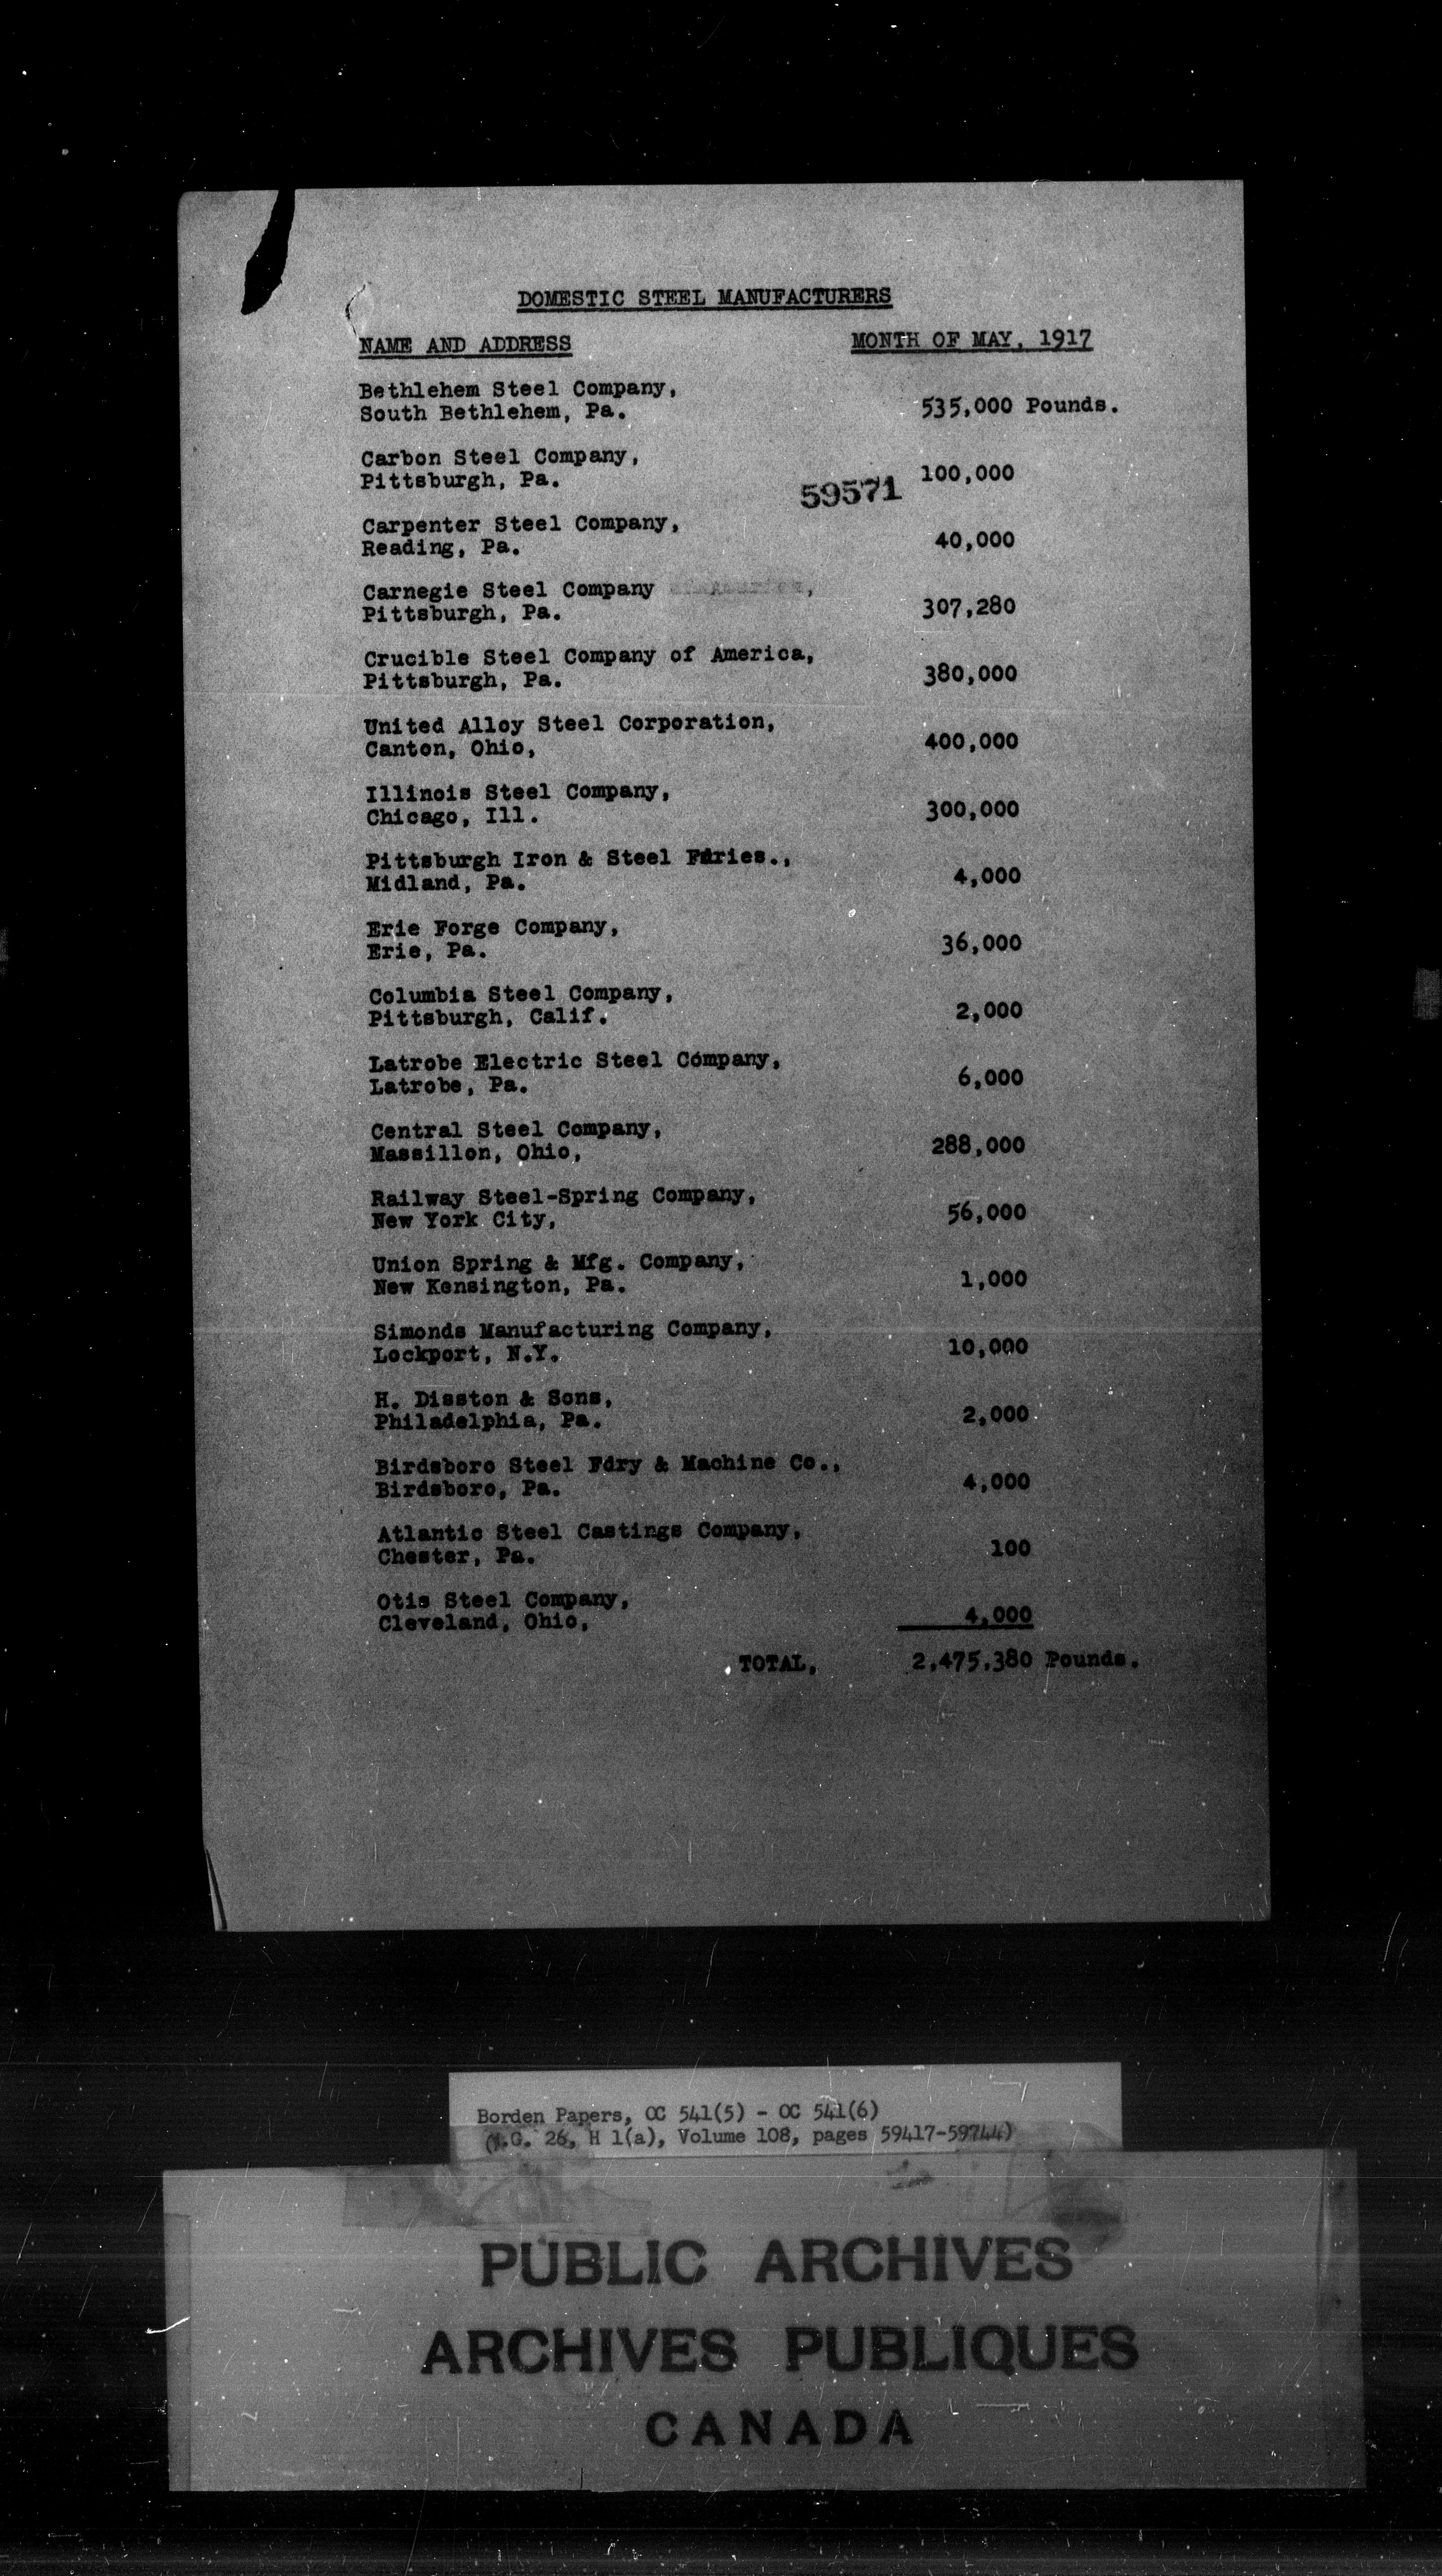 DOMESTIC STEEL MANUFACTURERS
NAME AND ADDRESS MONTH OF MAY, 1917
Bethlehem Steel Company,
South Bethlehem, Pa. 535,000 Pounds.
Carbon Steel Company,
Pittsburgh, Pa. 100,000
59571
Carpenter Steel Company,
Reading, Pa. 40,000
Carnegie Steel Company ,
Pittsburgh, Pa. 307,280
Crucible Steel Company of America,
Pittsburgh, Pa. 380,000
United Alloy Steel Corporation,
Canton, Ohio, 400,000
Illinois Steel Company,
Chicago, Ill. 300,000
Pittsburgh Iron & Steel Fdries.,
Midland, Pa. 4,000
Erie Forge Company,
Erie, Pa. 36,000
Columbia Steel Company,
Pittsburgh, Calif. 2,000
Latrobe Electric Steel Company,
Latrobe, Pa. 6,000
Central Steel Company,
Massillon, Ohio, 288,000
Railway Steel-Spring Company,
New York City, 56,000
Union Spring & Mfg. Company,
New Kensington, Pa. 1,000
Simonds Manufacturing Company,
Lockport, N.Y. 10,000
H. Disston & Sons,
Philadelphia, Pa. 2,000
Birdsboro Steel Fdry & Machine Co.,
Birdsboro, Pa. 4,000
Atlantic Steel Castings Company,
Chester, Pa. 100
Otis Steel Company,
Cleveland, Ohio, 4,000
TOTAL, 2,475,380 Pounds.
Borden Papers, OC 541(5) - OC 541(6)
(M.G. 26, H 1(a), Volume 108, pages 59417-59744)
PUBLIC ARCHIVES
ARCHIVES PUBLIQUES
CANADA